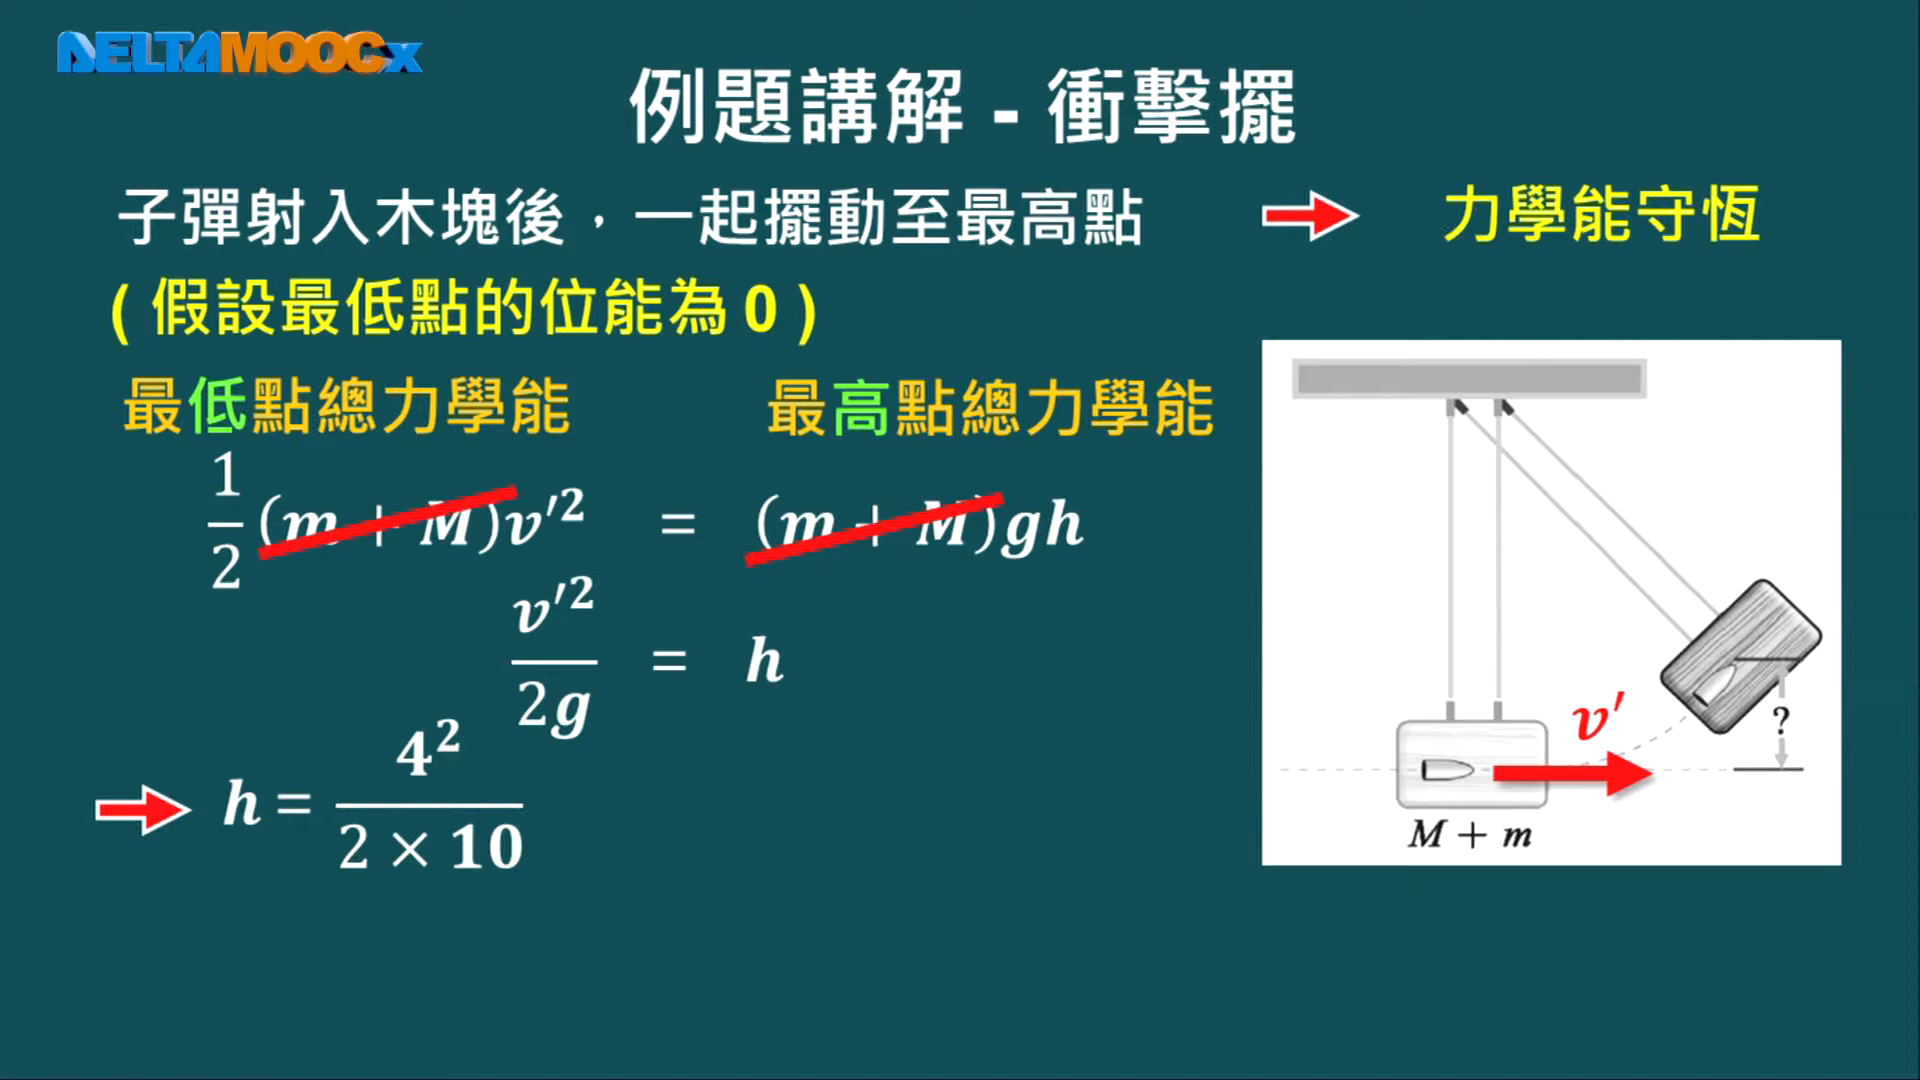 DELTAMOOCx
例題講解 - 衝擊擺
子彈射入木塊後，一起擺動至最高點 力學能守恆
( 假設最低點的位能為 0 )
最低點總力學能 最高點總力學能
1/2 (m + M)v′² = (m + M)gh
v′²/2g = h
h = 4²/2 × 10
v′
?
M + m